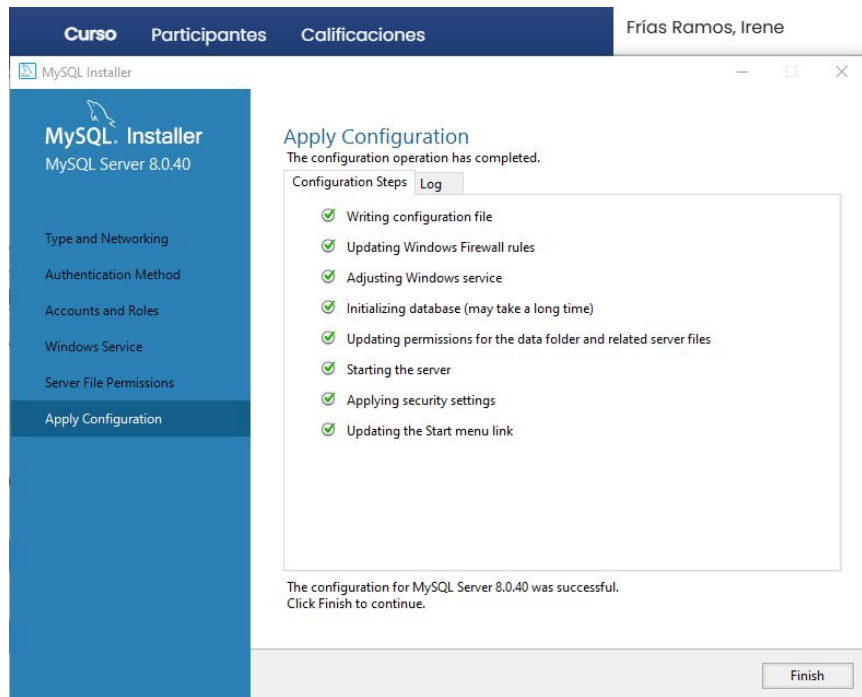 Curso Participantes Calificaciones Frías Ramos, Irene
MySQL Installer
MySQL. Installer
MySQL Server 8.0.40
Type and Networking
Authentication Method
Accounts and Roles
Windows Service
Server File Permissions
Apply Configuration
Apply Configuration
The configuration operation has completed.
Configuration Steps Log
Writing configuration file
Updating Windows Firewall rules
Adjusting Windows service
Initializing database (may take a long time)
Updating permissions for the data folder and related server files
Starting the server
Applying security settings
Updating the Start menu link
The configuration for MySQL Server 8.0.40 was successful.
Click Finish to continue.
Finish